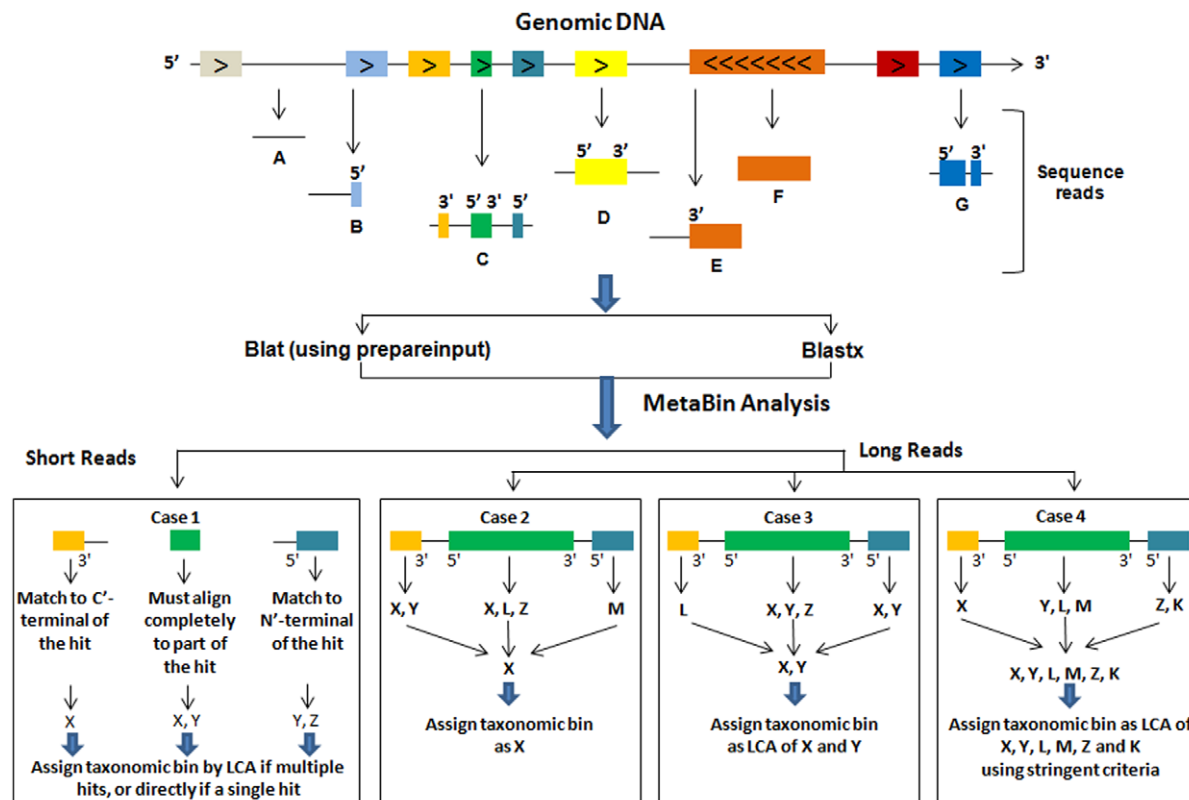 Genomic DNA
5’ > > > > > > <<<<<<< > > 3'
A
5’
B
3' 5’ 3' 5’
C
5’ 3’
D
3’
E
F
5’ 3'
G
Sequence
reads
Blat (using prepareinput)
Blastx
MetaBin Analysis
Short Reads
Long Reads
Case 1
3'
5'
Match to C’-
terminal of
the hit
Must align
completely
to part of
the hit
Match to
N’-terminal
of the hit
X
X, Y
Y, Z
Assign taxonomic bin by LCA if multiple
hits, or directly if a single hit
Case 2
3' 5' 3' 5'
X, Y
X, L, Z
M
X
Assign taxonomic bin
as X
Case 3
3' 5' 3' 5'
L
X, Y, Z
X, Y
X, Y
Assign taxonomic bin
as LCA of X and Y
Case 4
3' 5' 3' 5'
X
Y, L, M
Z, K
X, Y, L, M, Z, K
Assign taxonomic bin as LCA of
X, Y, L, M, Z and K
using stringent criteria